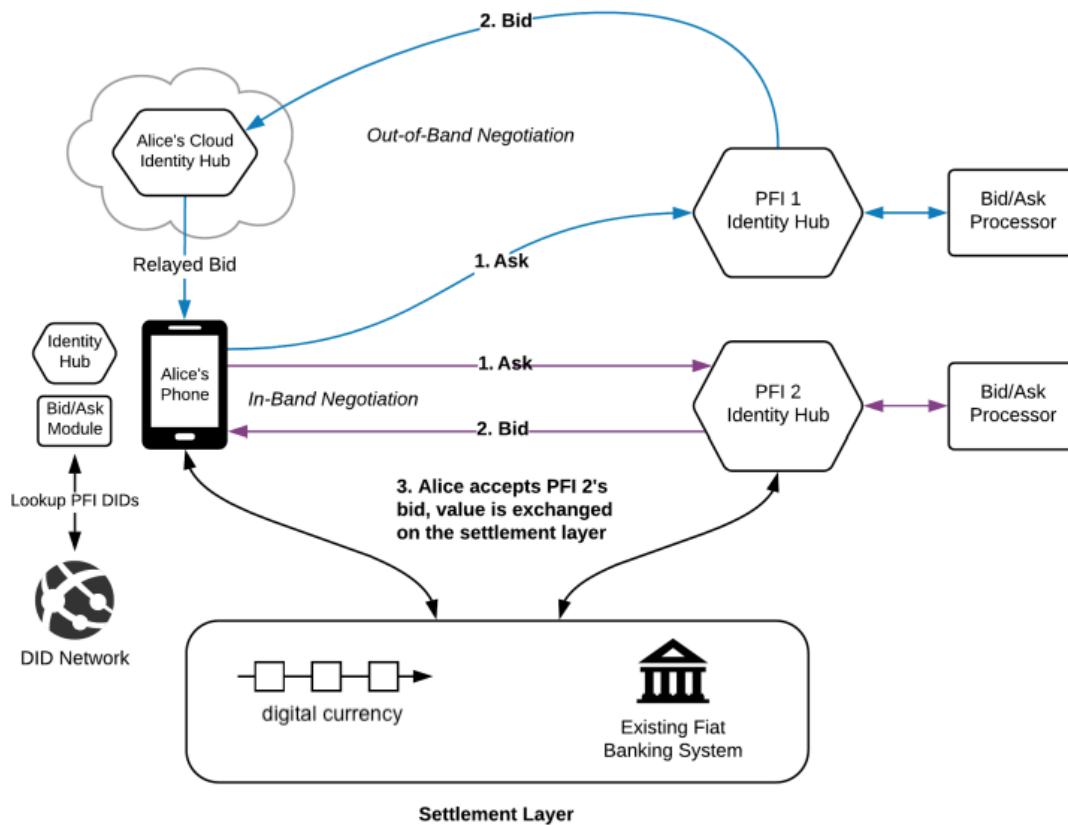 2. Bid
Alice's Cloud
Identity Hub
Out-of-Band Negotiation
PFI 1
Identity Hub
Bid/Ask
Processor
Relayed Bid
1. Ask
Identity
Hub
Bid/Ask
Module
Alice's
Phone
1. Ask
In-Band Negotiation
2. Bid
PFI 2
Identity Hub
Bid/Ask
Processor
Lookup PFI DIDs
3. Alice accepts PFI 2's
bid, value is exchanged
on the settlement layer
DID Network
digital currency
Existing Fiat
Banking System
Settlement Layer